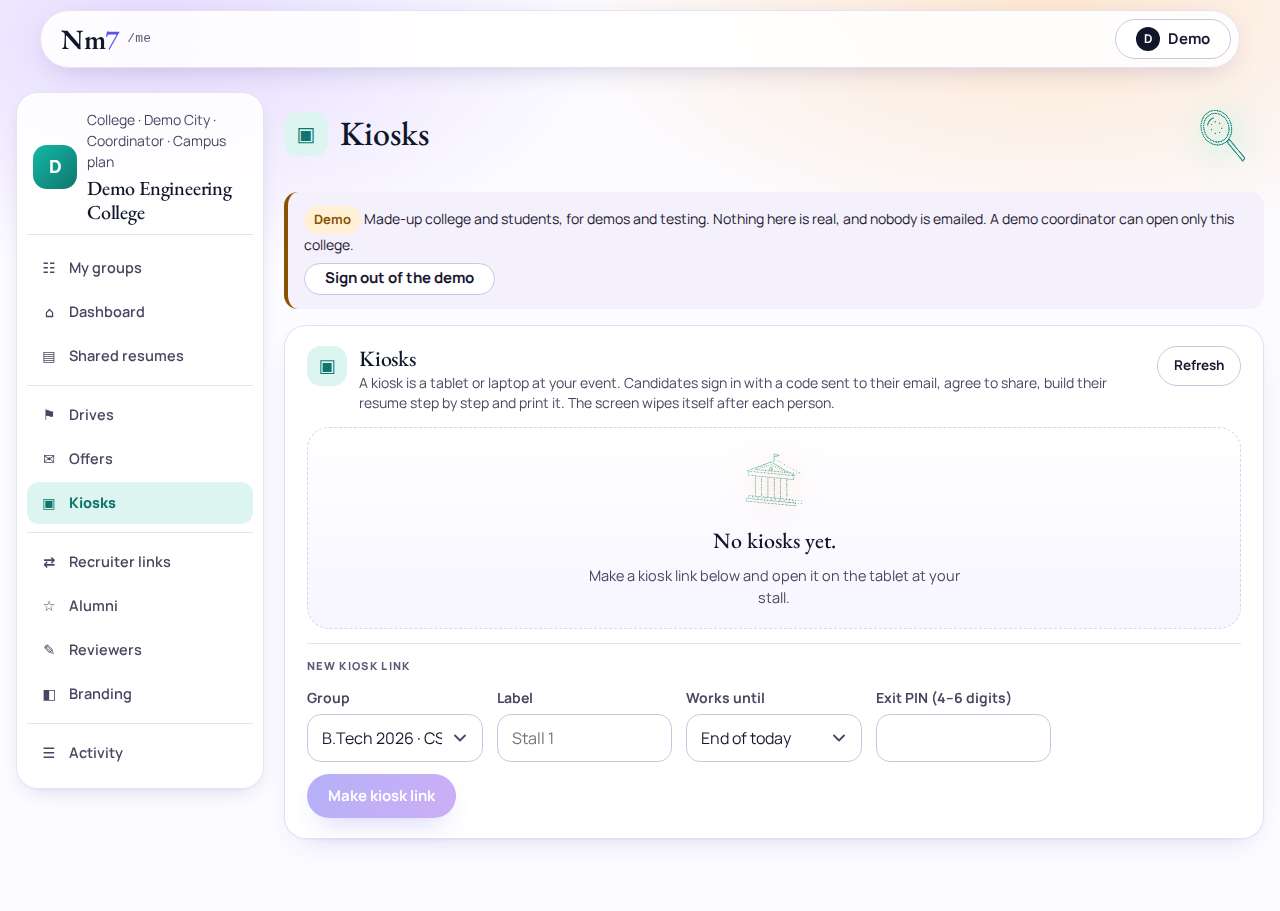 Nm7 /me
D Demo
College · Demo City ·
Coordinator · Campus
plan
D
Demo Engineering
College
My groups
Dashboard
Shared resumes
Drives
Offers
Kiosks
Recruiter links
Alumni
Reviewers
Branding
Activity
Kiosks
Demo Made-up college and students, for demos and testing. Nothing here is real, and nobody is emailed. A demo coordinator can open only this
college.
Sign out of the demo
Kiosks
A kiosk is a tablet or laptop at your event. Candidates sign in with a code sent to their email, agree to share, build their
resume step by step and print it. The screen wipes itself after each person.
Refresh
No kiosks yet.
Make a kiosk link below and open it on the tablet at your
stall.
NEW KIOSK LINK
Group Label Works until Exit PIN (4–6 digits)
B.Tech 2026 · CS Stall 1 End of today
Make kiosk link